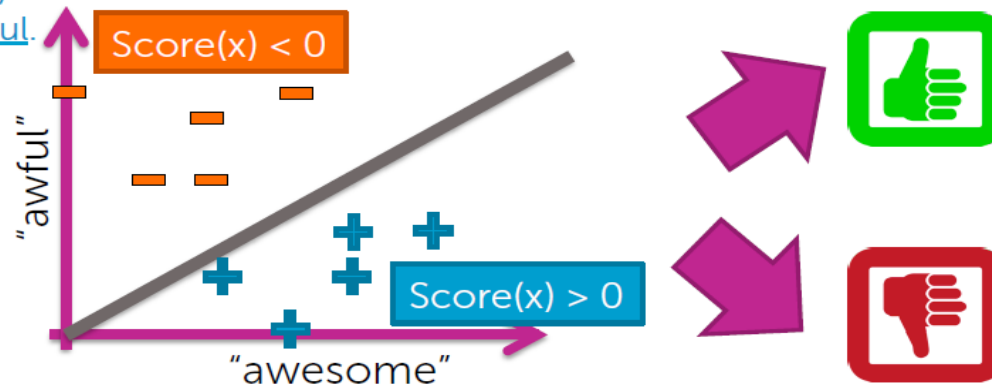 ul.
Score(x) < 0
"awful"
Score(x) > 0
"awesome"